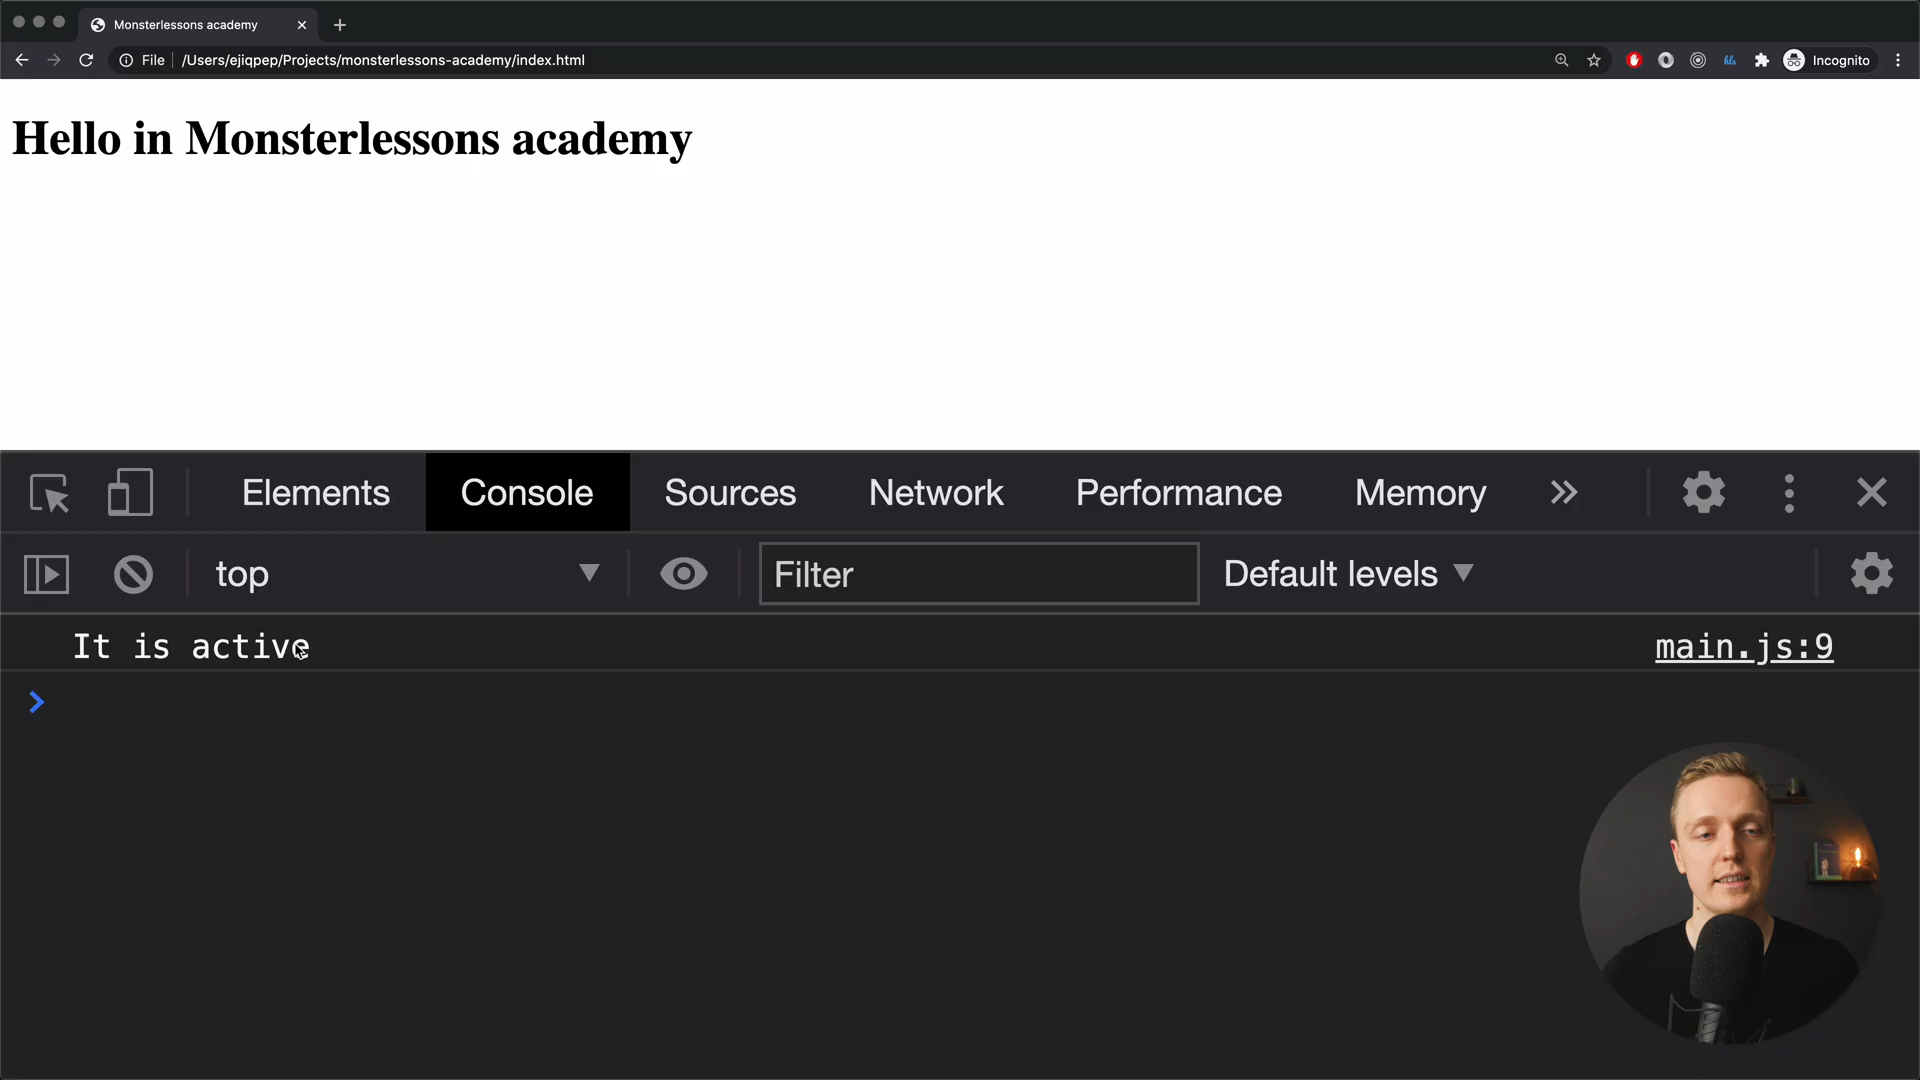 Monsterlessons academy
File /Users/ejiqpep/Projects/monsterlessons-academy/index.html
hls
Incognito
Hello in Monsterlessons academy
Elements Console Sources Network Performance Memory
top Filter Default levels
It is active main.js:9